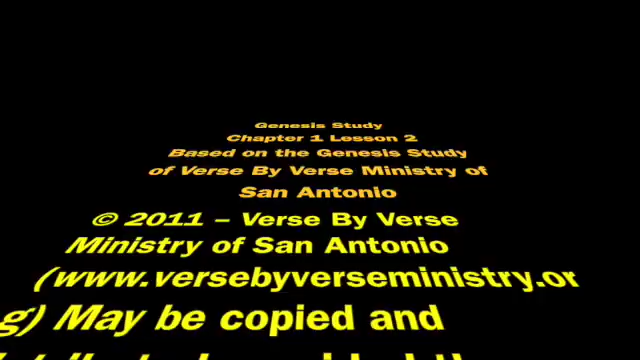 Genesis Study
Chapter 1 Lesson 2
Based on the Genesis Study
of Verse By Verse Ministry of
San Antonio
© 2011 – Verse By Verse
Ministry of San Antonio
(www.versebyverseministry.or
g) May be copied and